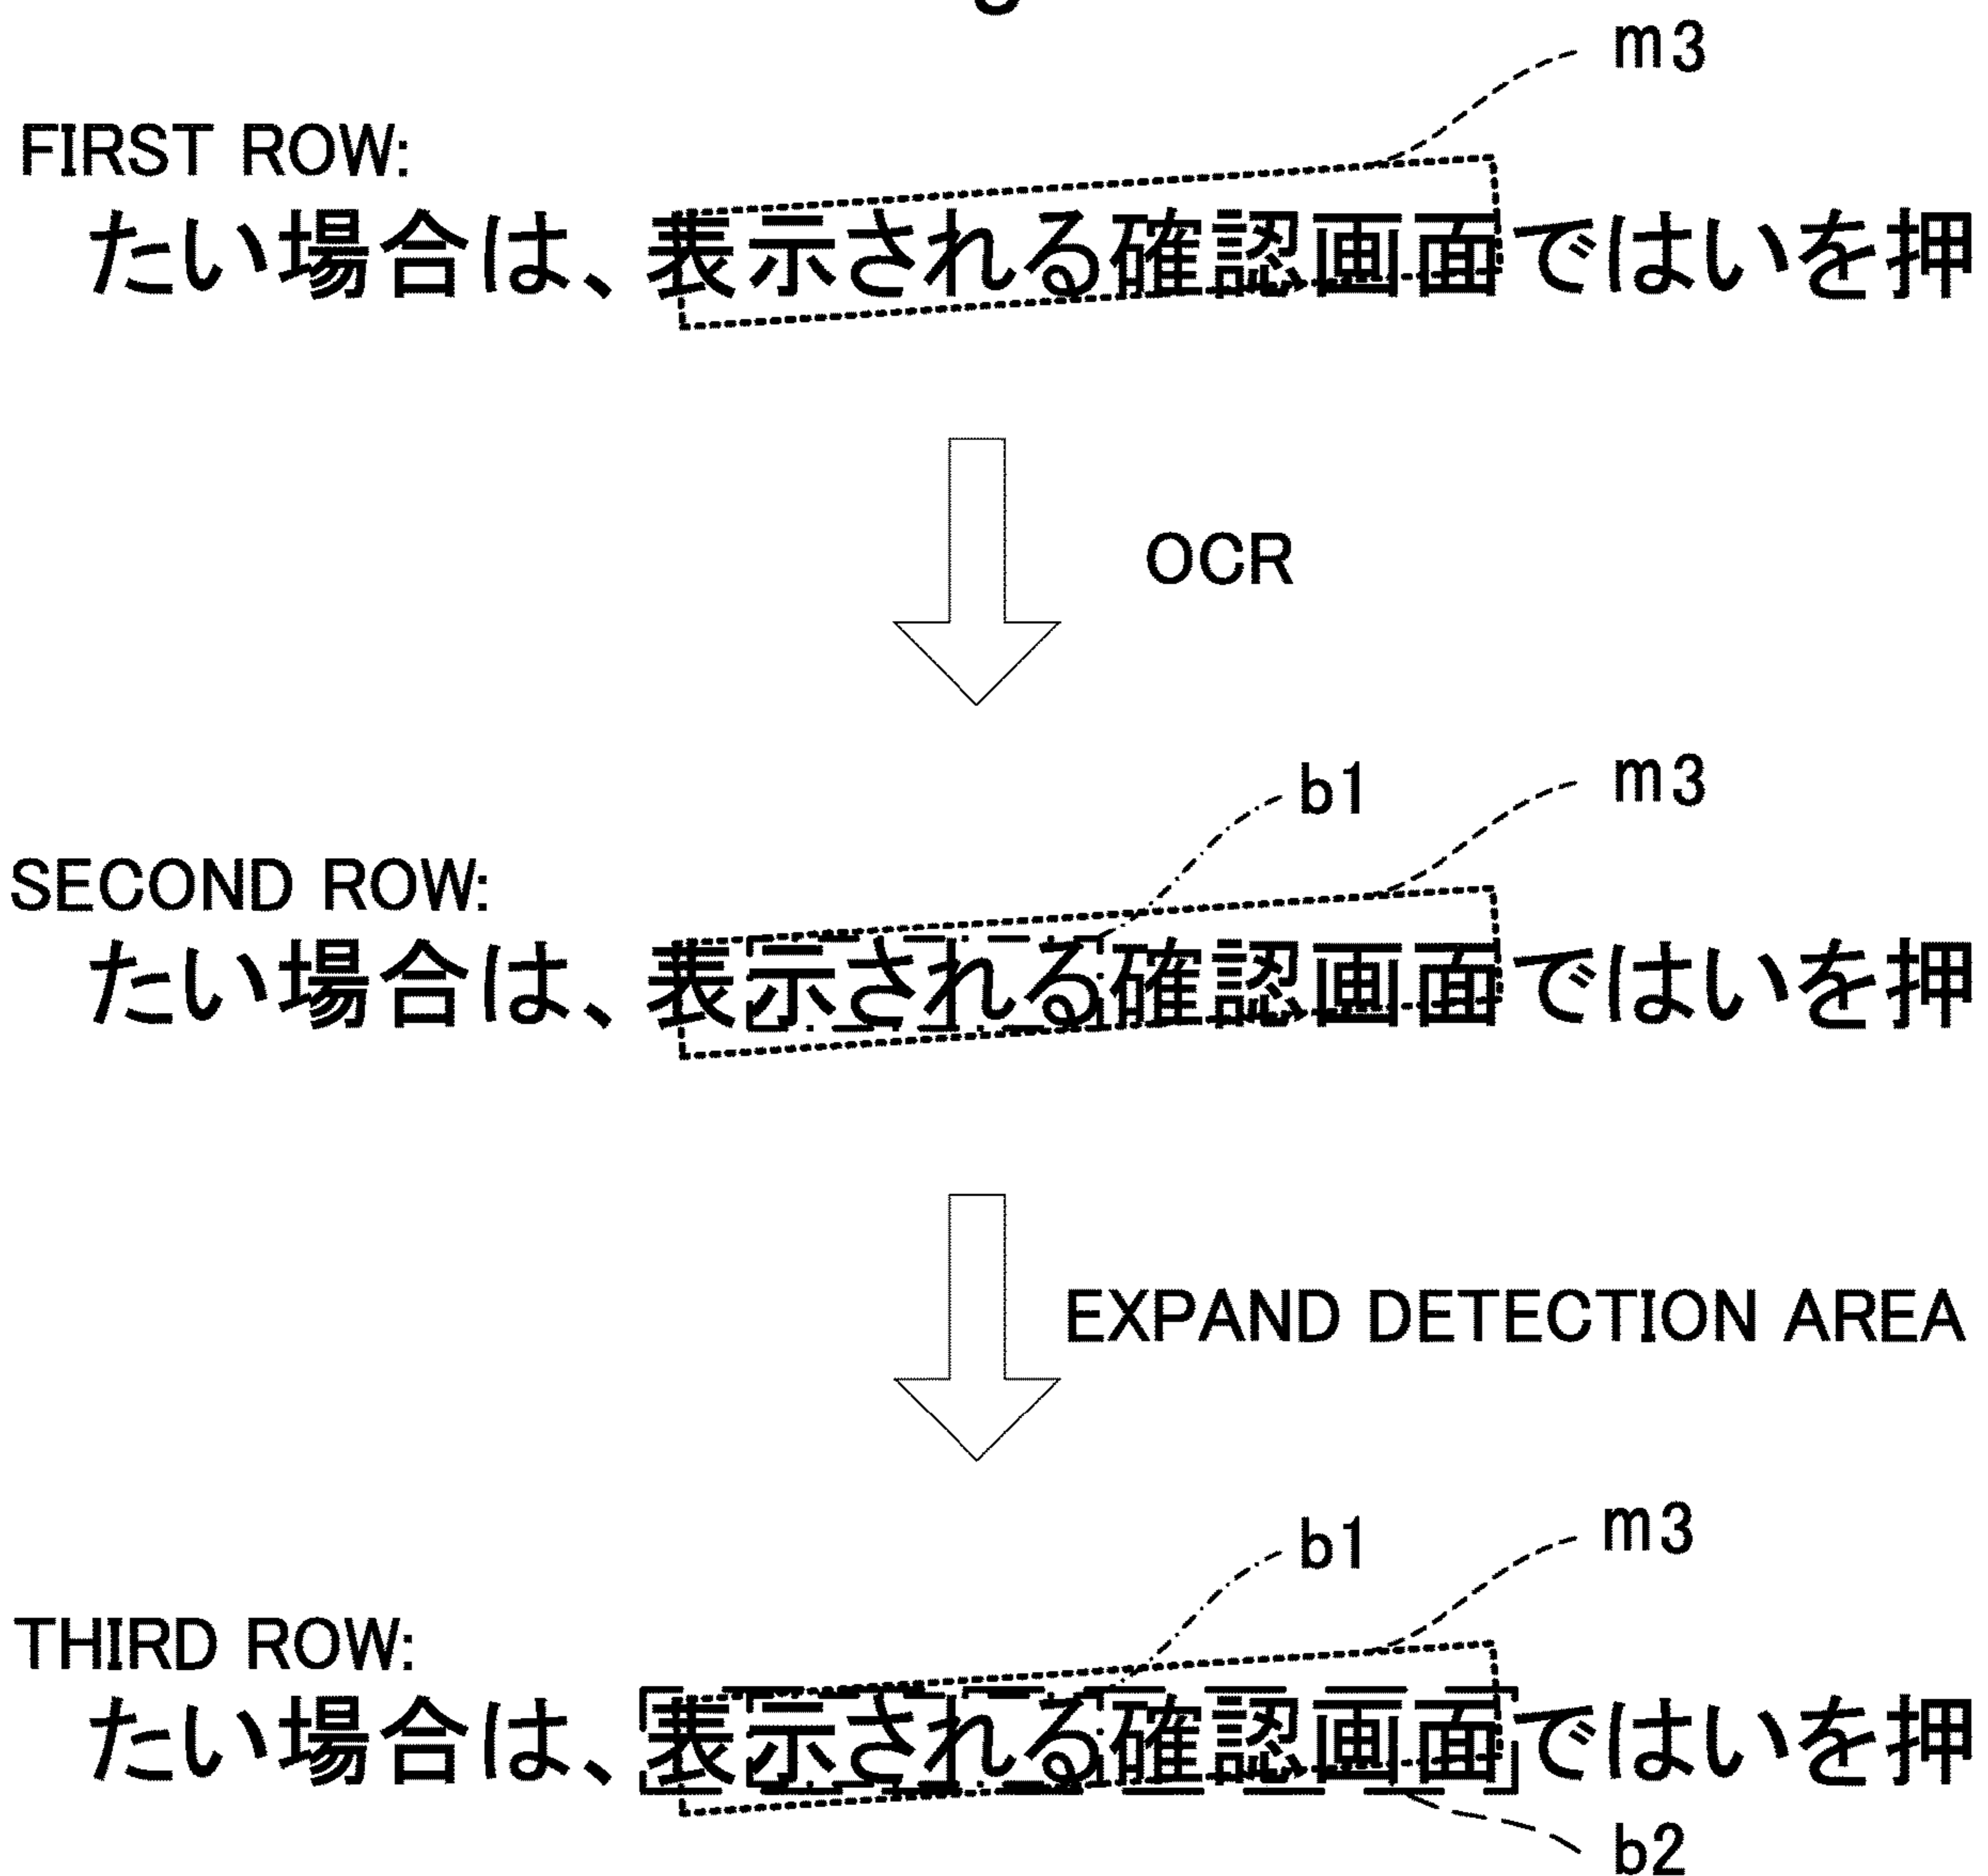 m3
FIRST ROW:
たい場合は、表示される確認画面ではいを押
OCR
b1
m3
SECOND ROW:
たい場合は、表示される確認画面ではいを押
EXPAND DETECTION AREA
b1
m3
THIRD ROW:
たい場合は、表示される確認画面ではいを押
b2